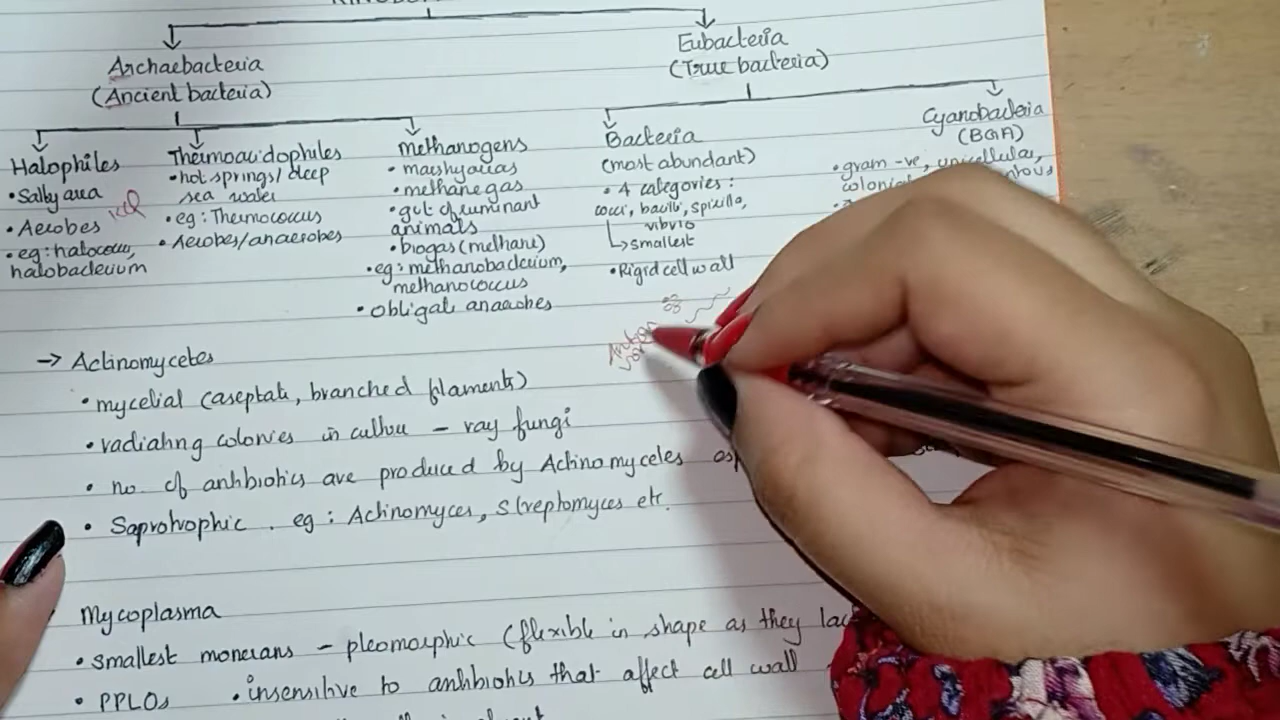 Archaebacteria
(Ancient bacteria)
Halophiles
• Salty area
• Aerobes
• eg: halococcus,
halobacterium
Thermoacidophiles
• hot springs/deep
sea water
• eg: Thermococcus
• Aerobes/anaerobes
methanogens
• marshy areas
• methane gas
• gut of ruminant
animals
• biogas (methane)
• eg: methanobacterium,
methanococcus
• obligat anaerobes
Eubacteria
(True bacteria)
Bacteria
(most abundant)
• 4 categories:
cocci, bacilli, spirilla,
vibrio
smallest
• Rigid cell wall
Cyanobacteria
(BGA)
• gram -ve, unicellular,
→ Actinomycetes
• mycelial (aseptate, branched filaments)
• radiating colonies in culture - ray fungi
• no. of antibiotics are produced by Actinomycetes
• Saprotrophic. eg: Actinomyces, Streptomyces etc.
Mycoplasma
• smallest monerans - pleomorphic (flexible in shape as they
• PPLOs • insensitive to antibiotics that affect cell wall